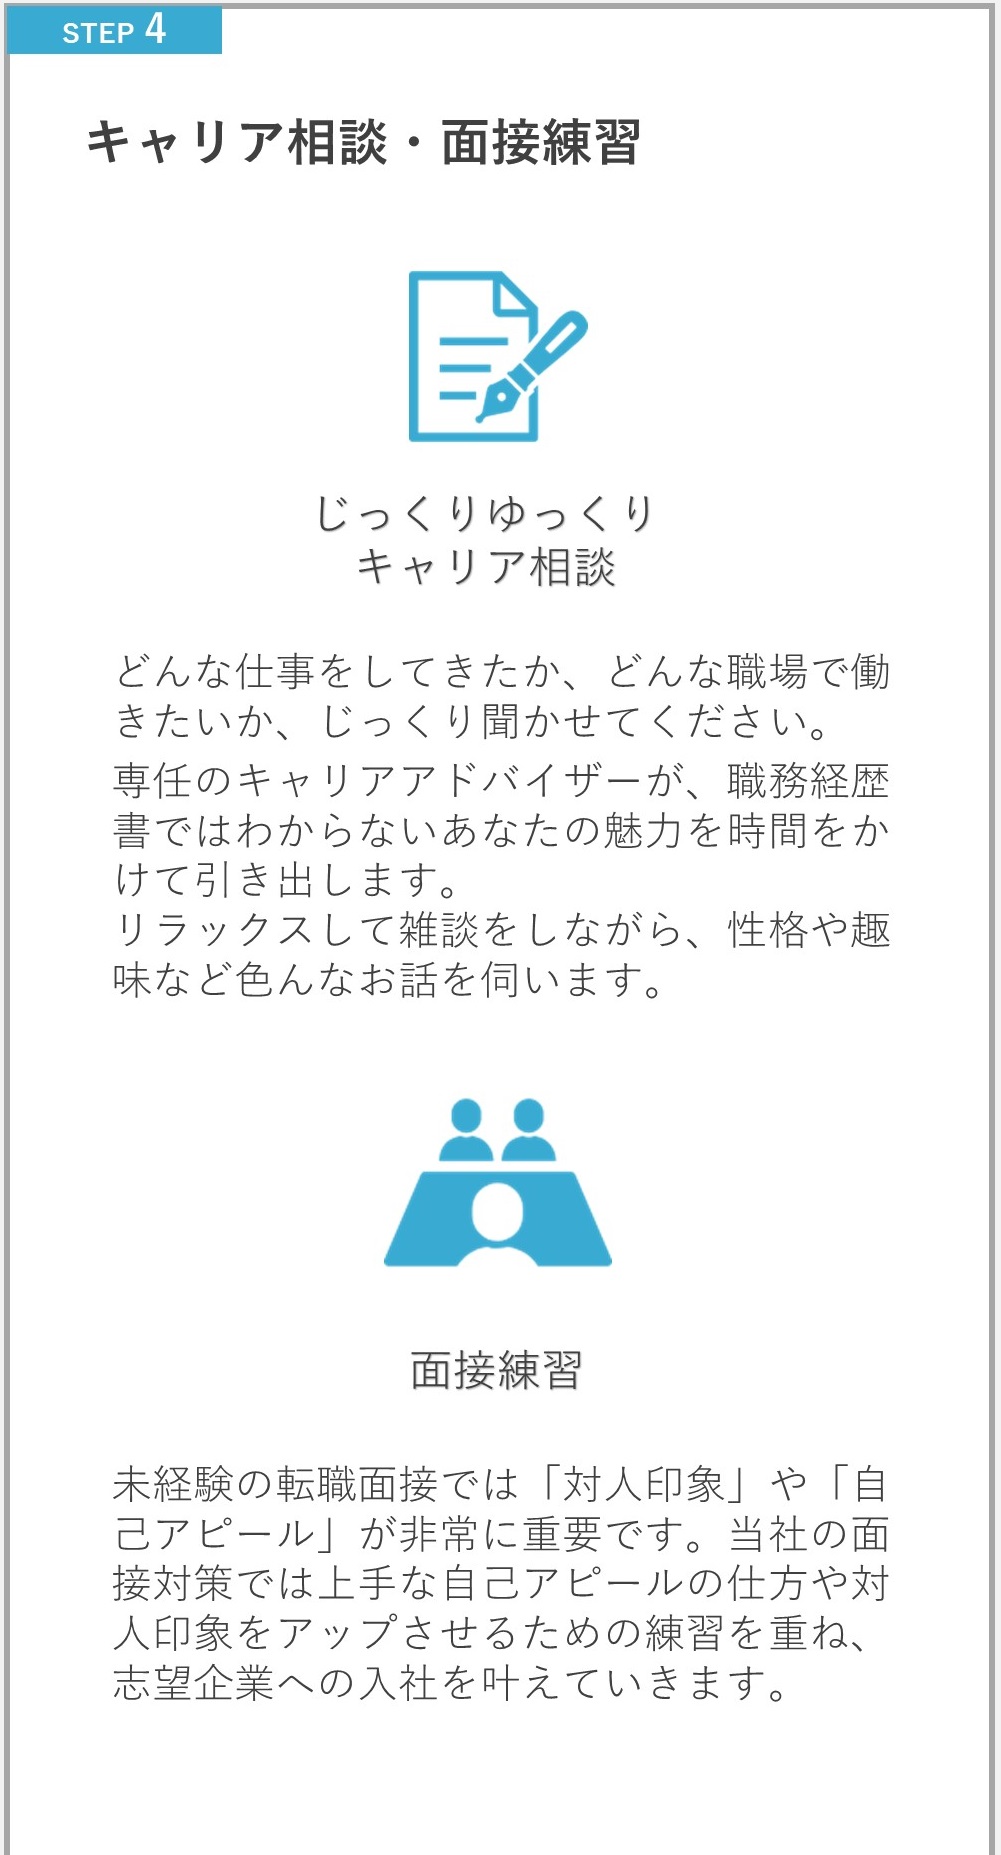 STEP 4
キャリア相談・面接練習
じっくりゆっくり
キャリア相談
どんな仕事をしてきたか、どんな職場で働
きたいか、じっくり聞かせてください。
専任のキャリアアドバイザーが、職務経歴
書ではわからないあなたの魅力を時間をか
けて引き出します。
リラックスして雑談をしながら、性格や趣
味など色んなお話を伺います。
面接練習
未経験の転職面接では「対人印象」や「自
己アピール」が非常に重要です。当社の面
接対策では上手な自己アピールの仕方や対
人印象をアップさせるための練習を重ね、
志望企業への入社を叶えていきます。